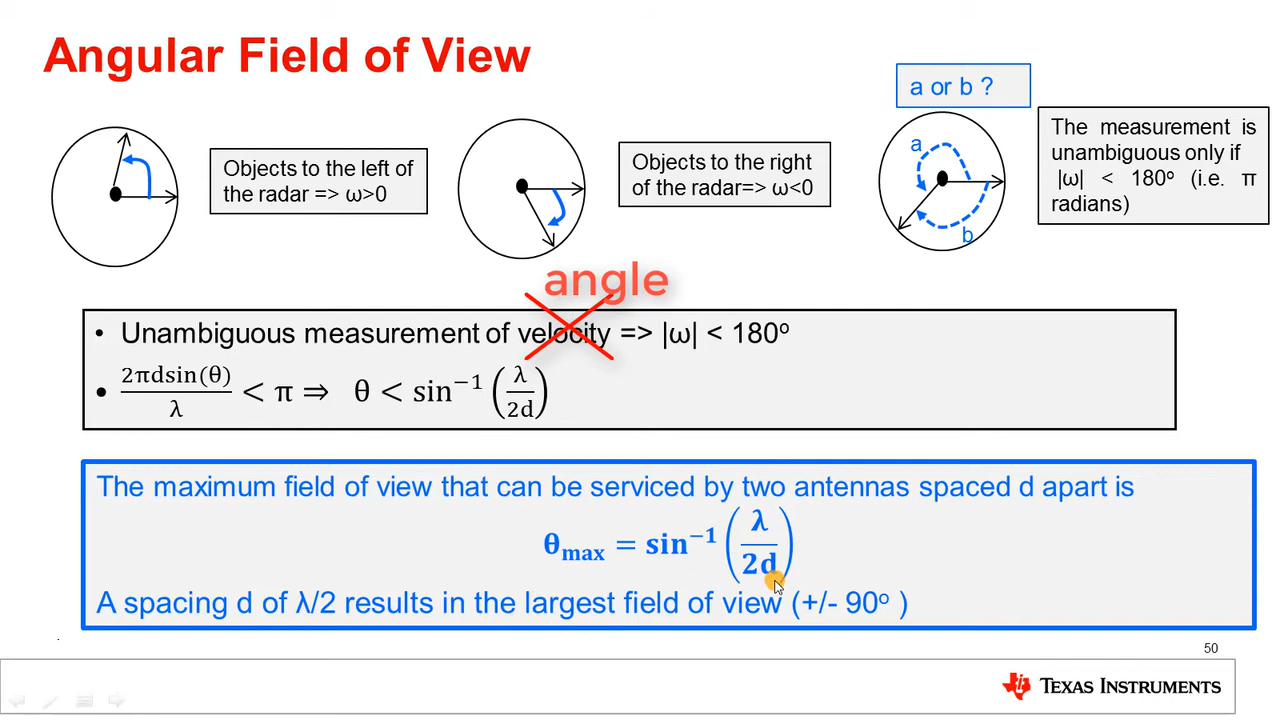 Angular Field of View
a or b ?
Objects to the left of
the radar => ω>0
Objects to the right
of the radar=> ω<0
a
b
The measurement is
unambiguous only if
|ω| < 180º (i.e. π
radians)
angle
• Unambiguous measurement of velocity => |ω| < 180º
• 2πdsin(θ)/λ < π ⇒ θ < sin⁻¹(λ/2d)
The maximum field of view that can be serviced by two antennas spaced d apart is
θmax = sin⁻¹(λ/2d)
A spacing d of λ/2 results in the largest field of view (+/- 90º )
50
TEXAS INSTRUMENTS